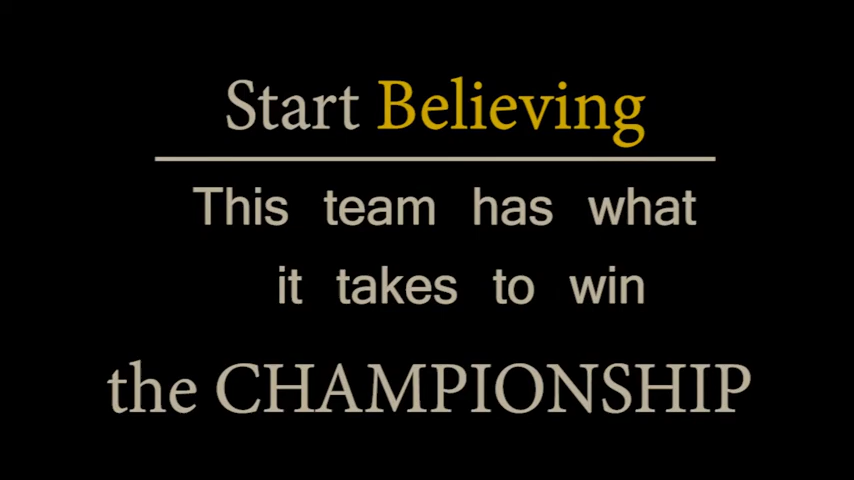 Start Believing
This team has what
it takes to win
the CHAMPIONSHIP